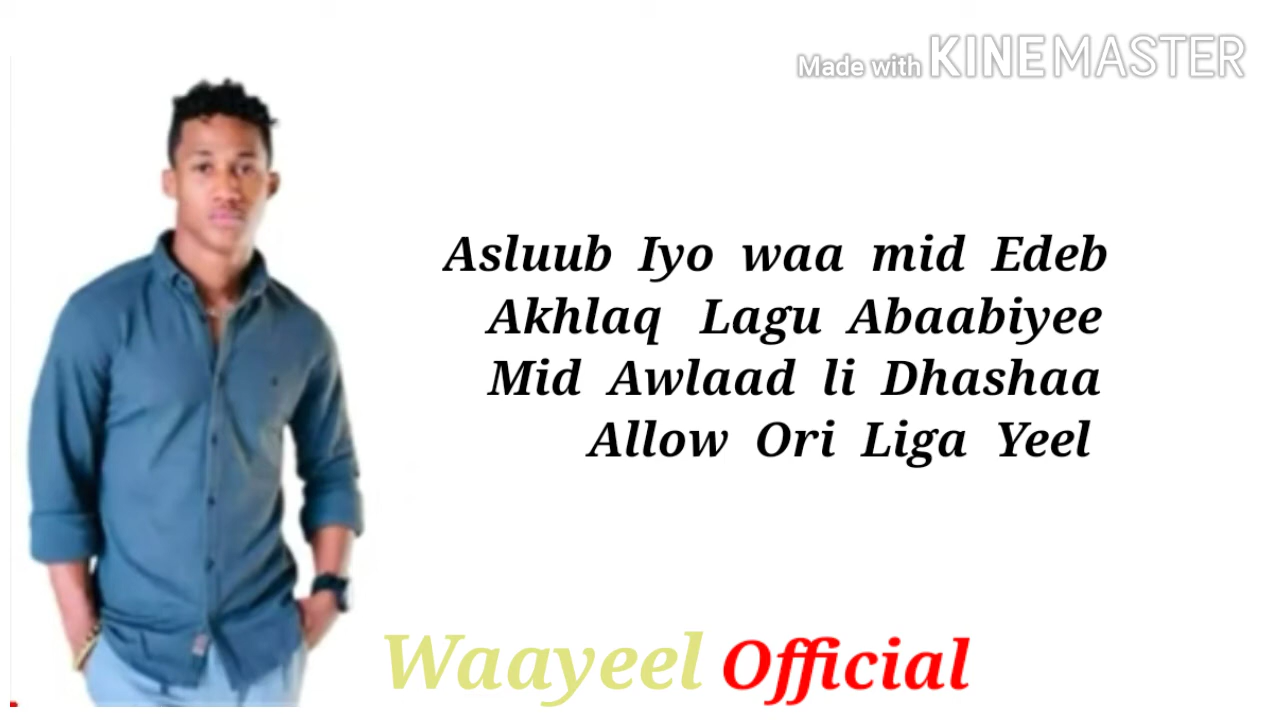 Made with KINEMASTER
Asluub Iyo waa mid Edeb
Akhlaq Lagu Abaabiyee
Mid Awlaad li Dhashaa
Allow Ori Liga Yeel
Waayeel Official